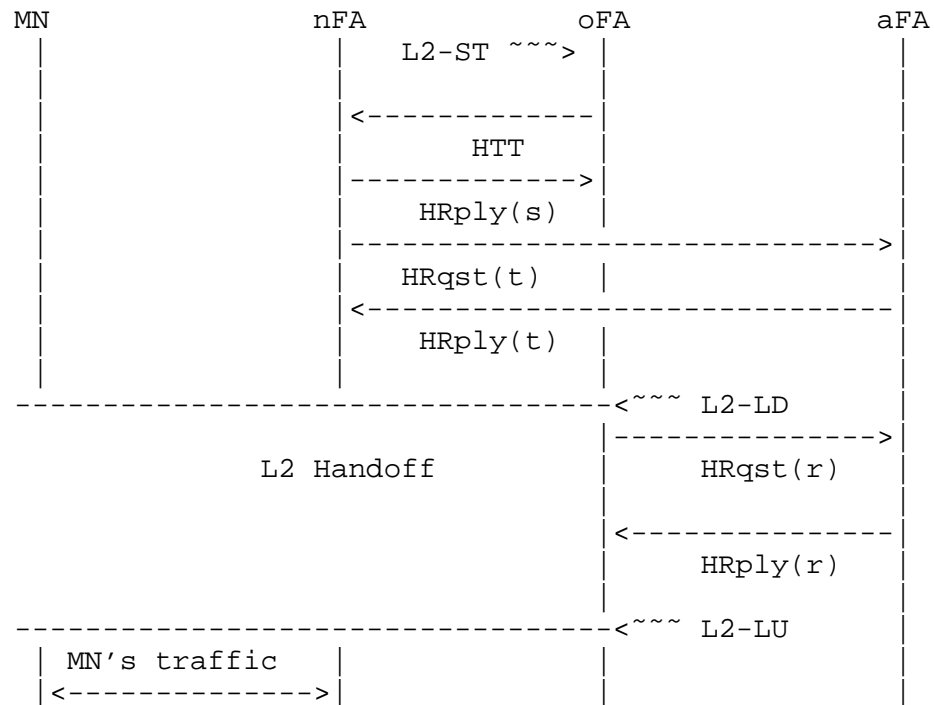 MN nFA oFA aFA
L2-ST ~~~>
HTT
HRply(s)
HRqst(t)
HRply(t)
<~~~ L2-LD
L2 Handoff HRqst(r)
HRply(r)
<~~~ L2-LU
MN's traffic